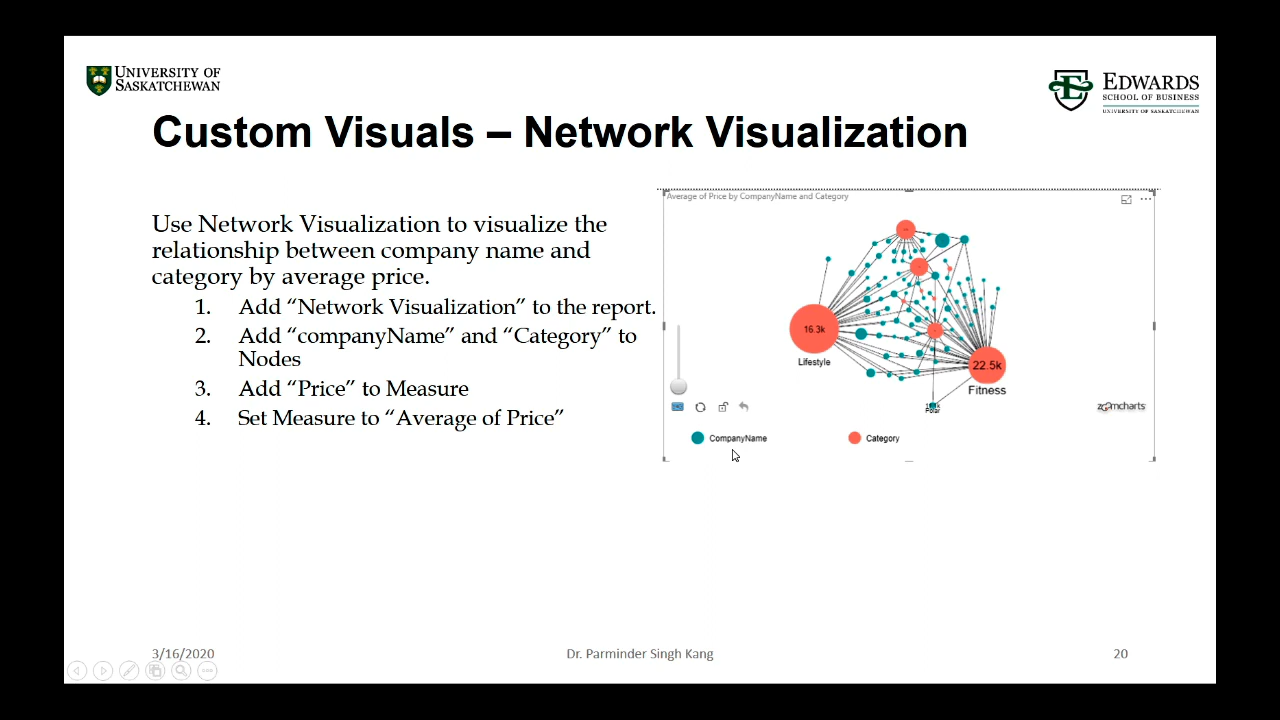 UNIVERSITY OF
SASKATCHEWAN
EDWARDS
SCHOOL OF BUSINESS
UNIVERSITY OF SASKATCHEWAN
Custom Visuals – Network Visualization
Use Network Visualization to visualize the
relationship between company name and
category by average price.
1. Add “Network Visualization” to the report.
2. Add “companyName” and “Category” to
Nodes
3. Add “Price” to Measure
4. Set Measure to “Average of Price”
Average of Price by CompanyName and Category
16.3k
Lifestyle
22.5k
Fitness
Polar
zoomcharts
CompanyName
Category
3/16/2020
Dr. Parminder Singh Kang
20